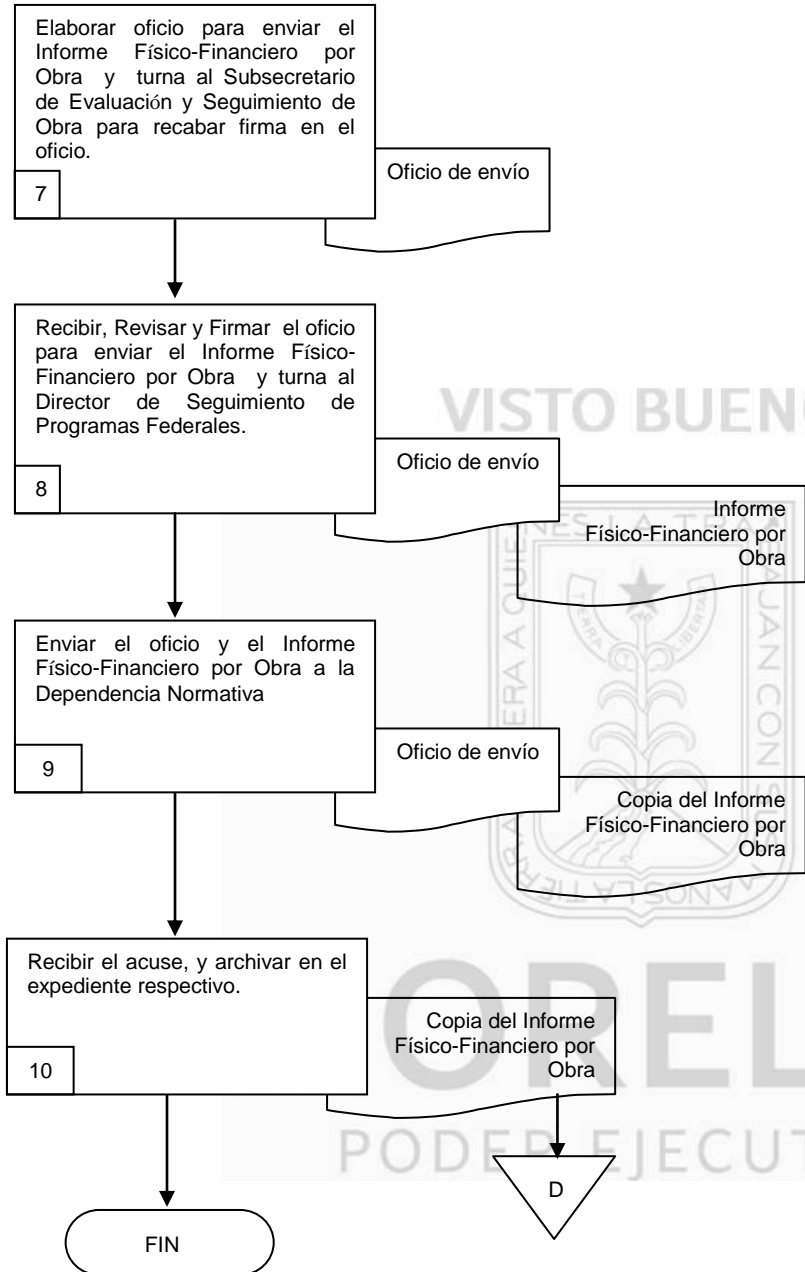 Elaborar oficio para enviar el
Informe Físico-Financiero por
Obra y turna al Subsecretario
de Evaluación y Seguimiento de
Obra para recabar firma en el
oficio.
7
Oficio de envío
Recibir, Revisar y Firmar el oficio
para enviar el Informe Físico-
Financiero por Obra y turna al
Director de Seguimiento de
Programas Federales.
8
Oficio de envío
Informe
Físico-Financiero por
Obra
VISTO BUENO
Enviar el oficio y el Informe
Físico-Financiero por Obra a la
Dependencia Normativa
9
Oficio de envío
Copia del Informe
Físico-Financiero por
Obra
TIERRA
LIBERTAD
Recibir el acuse, y archivar en el
expediente respectivo.
10
Copia del Informe
Físico-Financiero por
Obra
OREL
PODER EJECUT
D
FIN